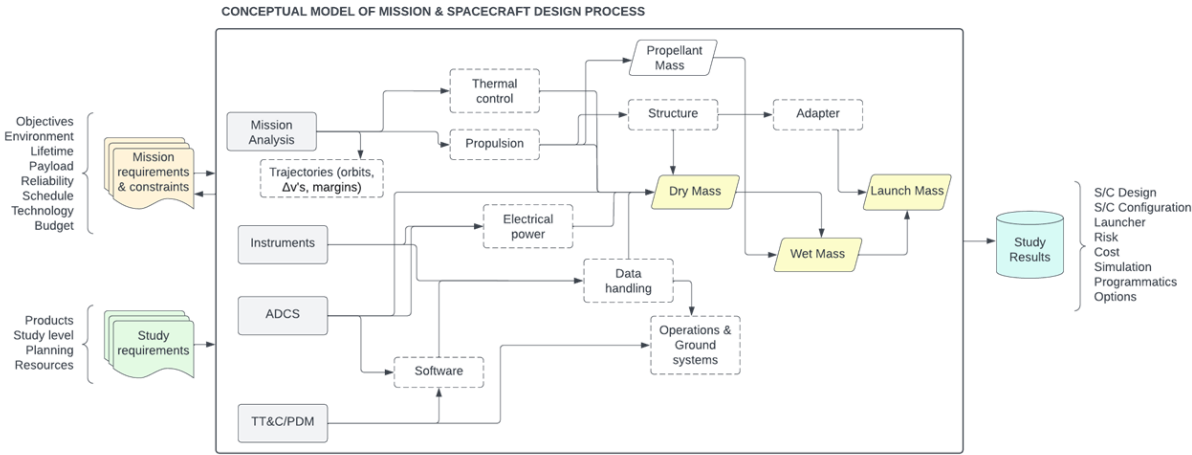 CONCEPTUAL MODEL OF MISSION & SPACECRAFT DESIGN PROCESS
Objectives
Environment
Lifetime
Payload
Reliability
Schedule
Technology
Budget
Mission
requirements
& constraints
Products
Study level
Planning
Resources
Study
requirements
Mission
Analysis
Trajectories (orbits,
Δv's, margins)
Instruments
ADCS
TT&C/PDM
Thermal
control
Propulsion
Electrical
power
Software
Propellant
Mass
Structure
Adapter
Dry Mass
Launch Mass
Wet Mass
Data
handling
Operations &
Ground
systems
Study
Results
S/C Design
S/C Configuration
Launcher
Risk
Cost
Simulation
Programmatics
Options